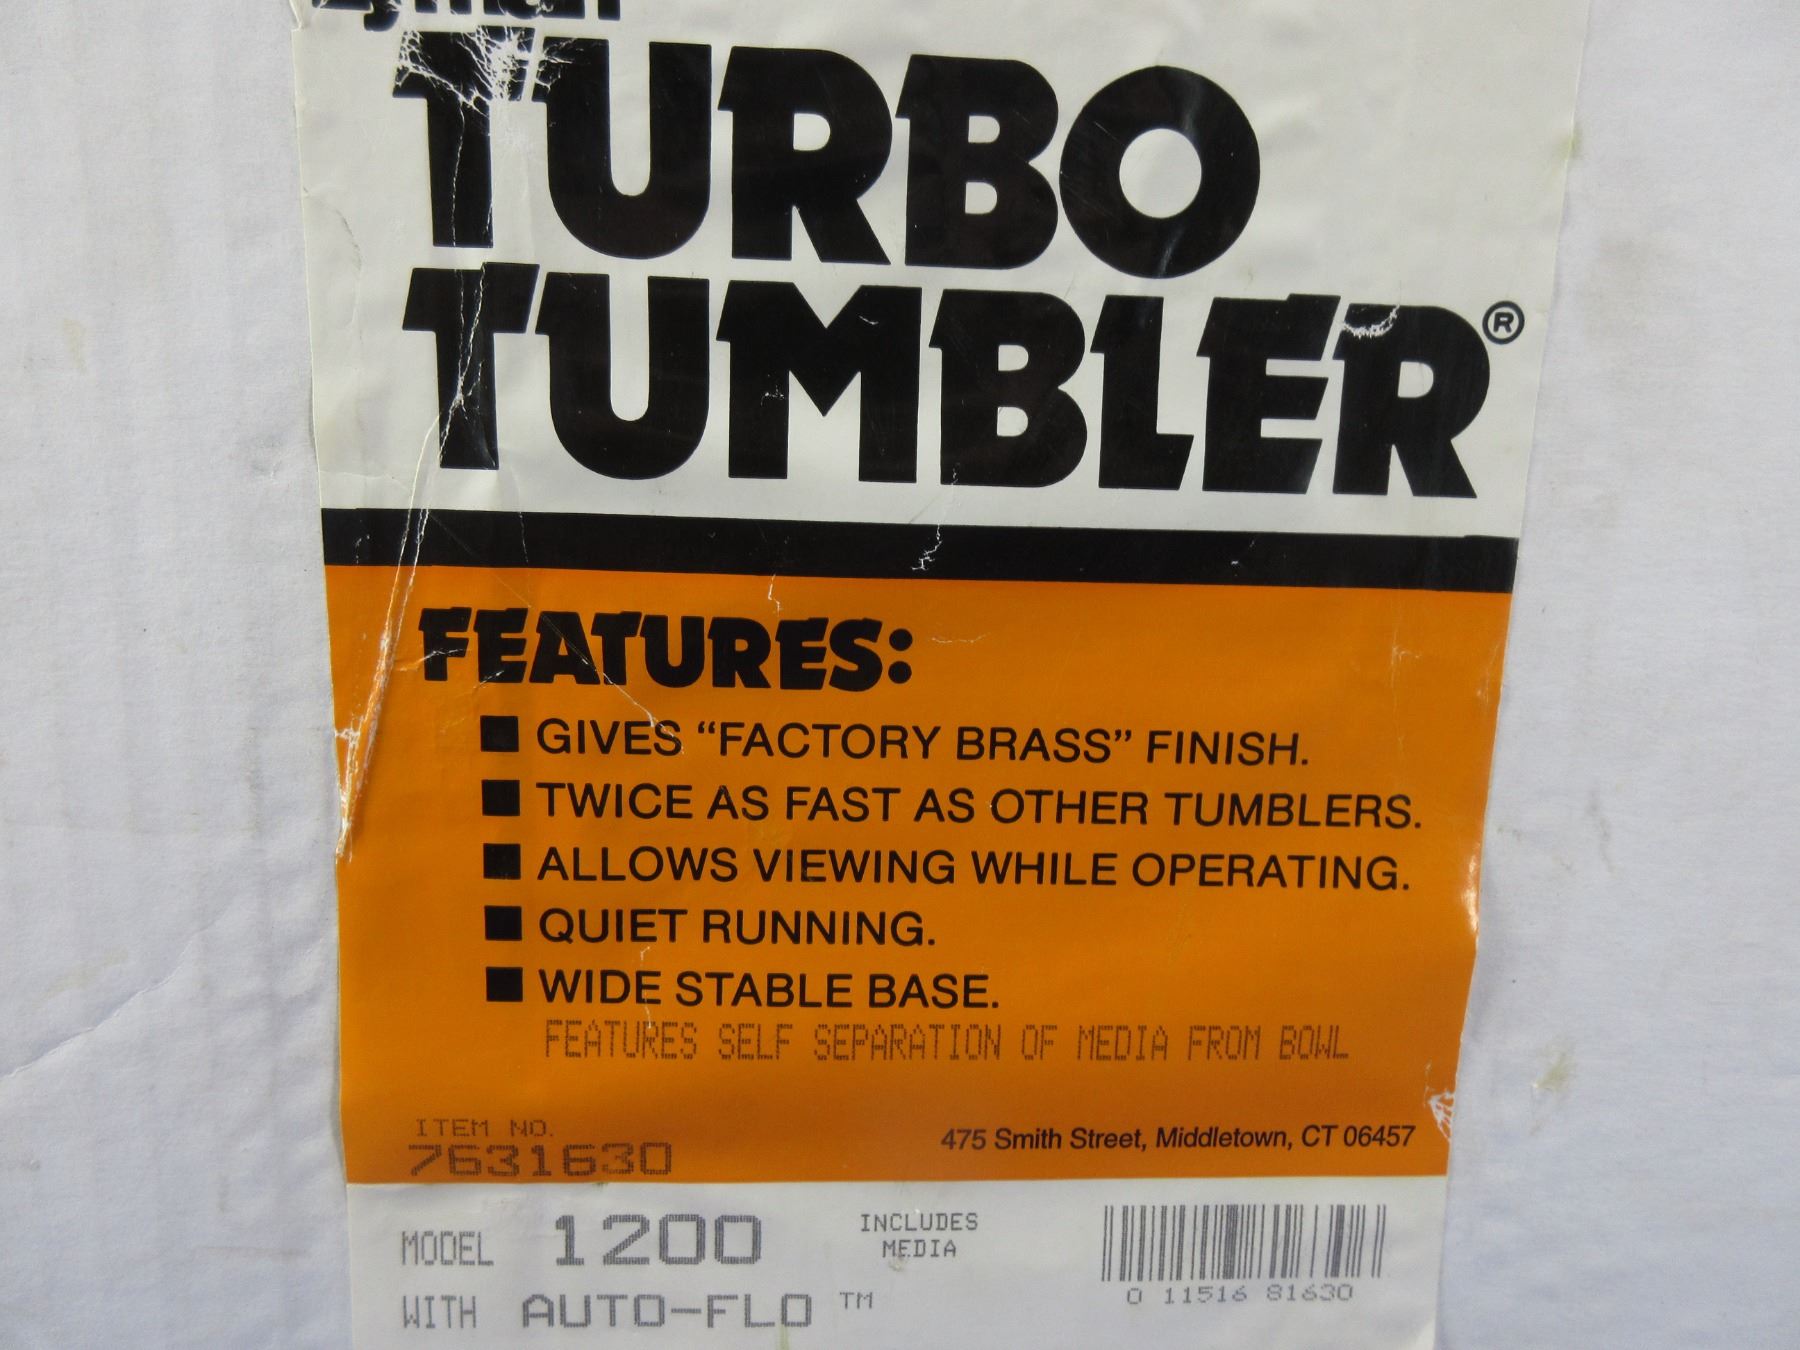 TURBO
TUMBLER®
FEATURES:
■ GIVES “FACTORY BRASS” FINISH.
■ TWICE AS FAST AS OTHER TUMBLERS.
■ ALLOWS VIEWING WHILE OPERATING.
■ QUIET RUNNING.
■ WIDE STABLE BASE.
FEATURES SELF SEPARATION OF MEDIA FROM BOWL
ITEM NO.
7631630
475 Smith Street, Middletown, CT 06457
MODEL 1200
INCLUDES
MEDIA
WITH AUTO-FLO ™
0 11516 81630